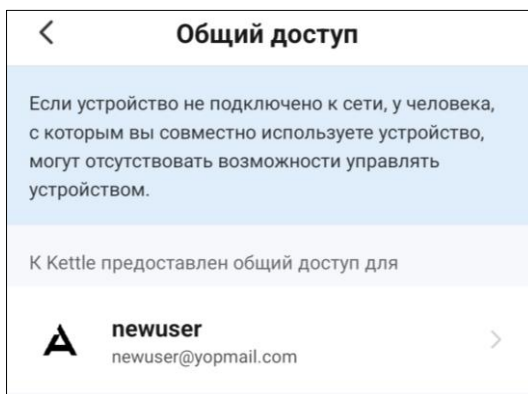 Общий доступ
Если устройство не подключено к сети, у человека,
с которым вы совместно используете устройство,
могут отсутствовать возможности управлять
устройством.
К Kettle предоставлен общий доступ для
newuser
newuser@yopmail.com